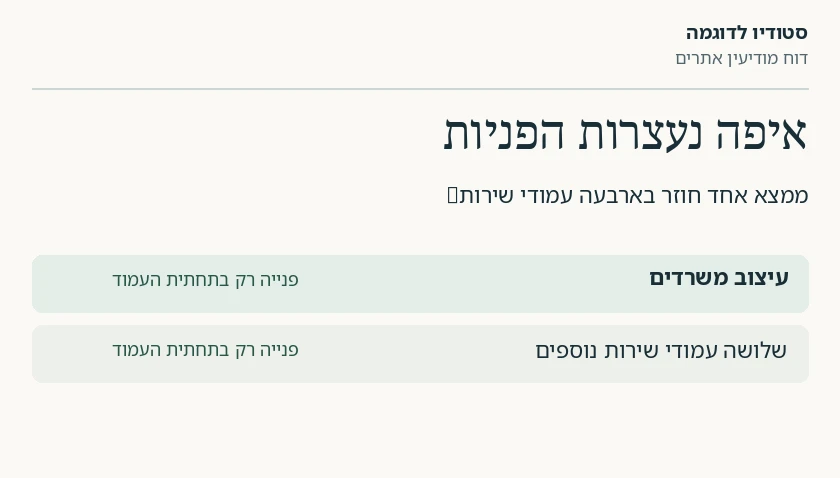 סטודיו לדוגמה
דוח מודיעין אתרים
איפה נעצרות הפניות
ממצא אחד חוזר בארבעה עמודי שירות
עיצוב משרדים
פנייה רק בתחתית העמוד
שלושה עמודי שירות נוספים
פנייה רק בתחתית העמוד